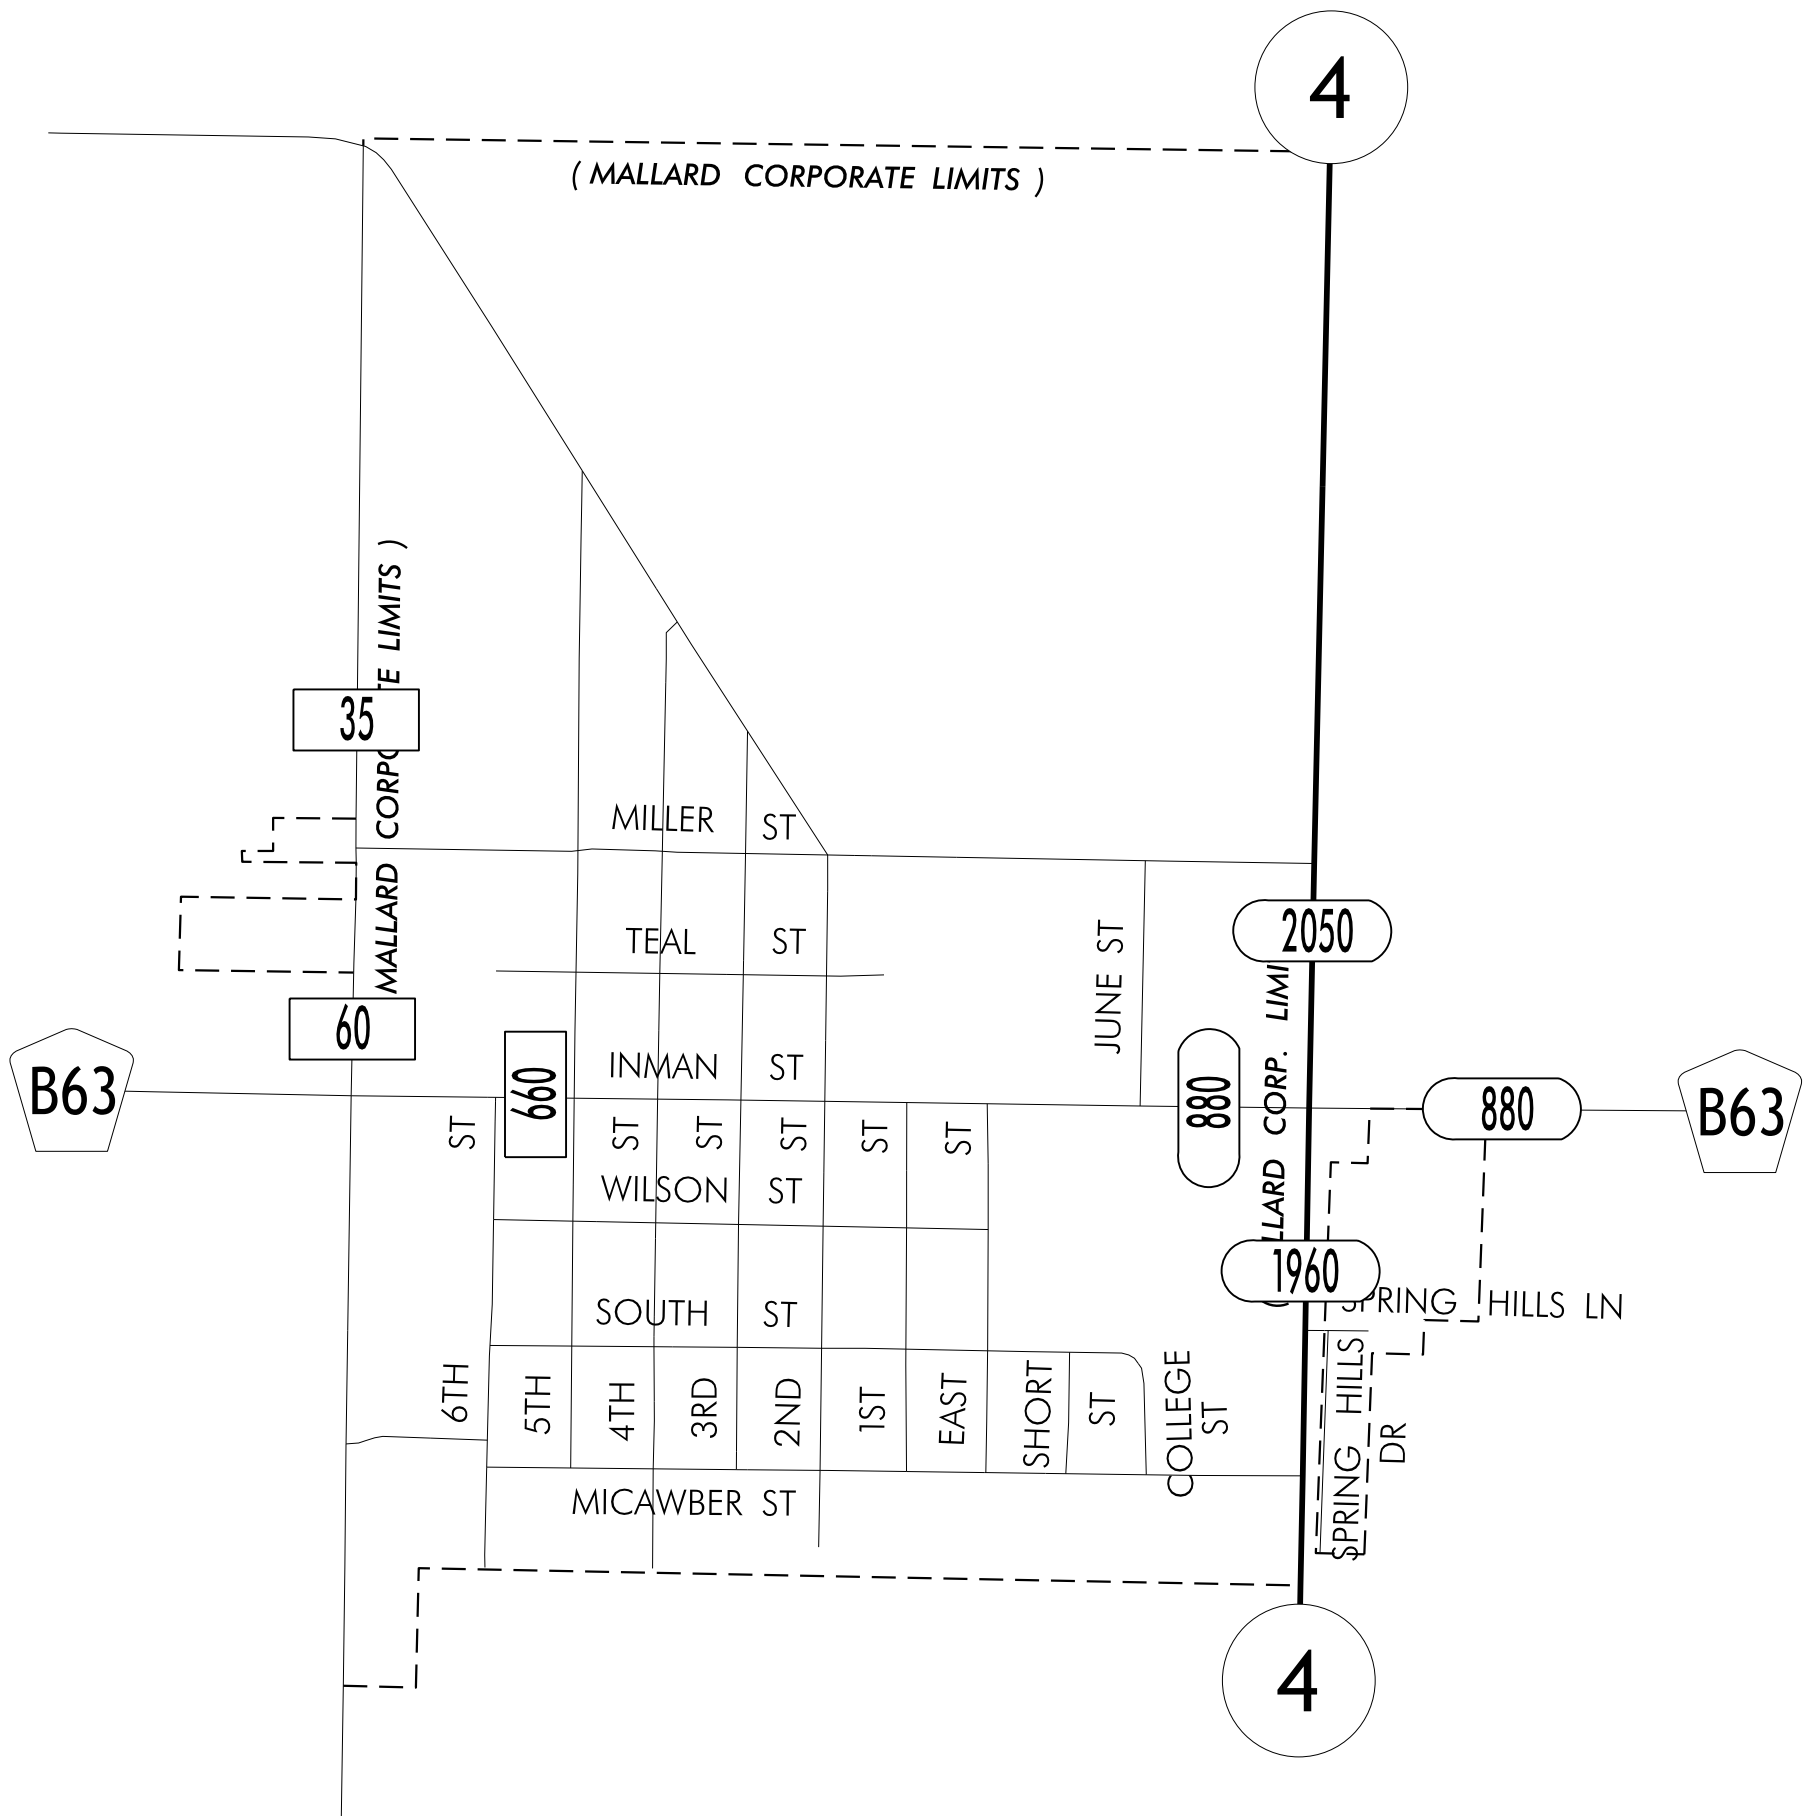 4
( MALLARD CORPORATE LIMITS )
MALLARD CORPORATE LIMITS )
35
MILLER ST
TEAL ST
JUNE ST
2050
60
660
INMAN ST
880
880
B63
B63
MALLARD CORP. LIMI
ST
ST
ST
ST
ST
ST
WILSON ST
1960
SPRING HILLS LN
SOUTH ST
6TH
5TH
4TH
3RD
2ND
1ST
EAST
SHORT
ST
COLLEGE
ST
SPRING HILLS
DR
MICAWBER ST
4